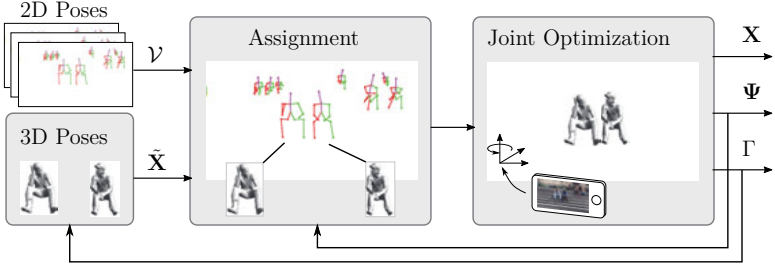 2D Poses
𝒱
3D Poses
X̃
Assignment
Joint Optimization
X
Ψ
Γ